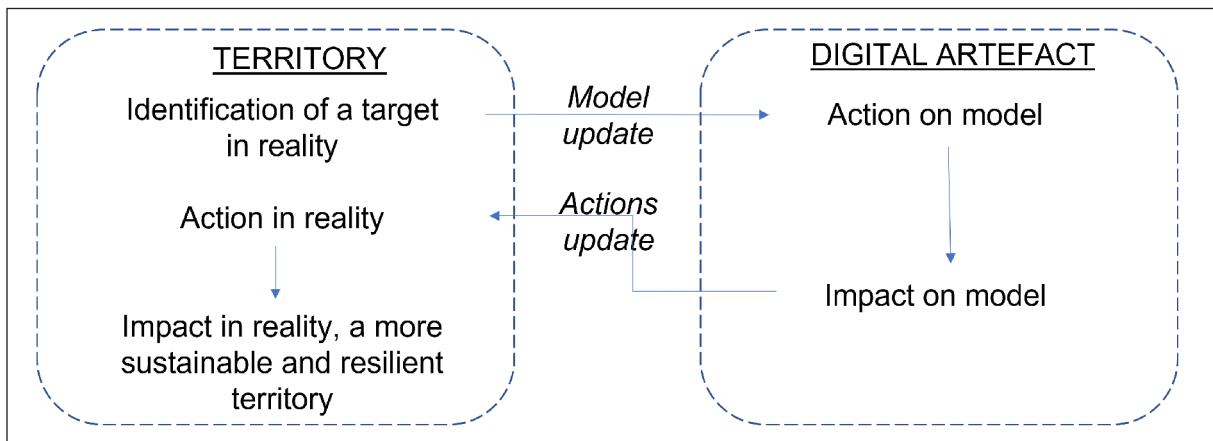 TERRITORY
Identification of a target
in reality
Action in reality
Impact in reality, a more
sustainable and resilient
territory
Model
update
Actions
update
DIGITAL ARTEFACT
Action on model
Impact on model